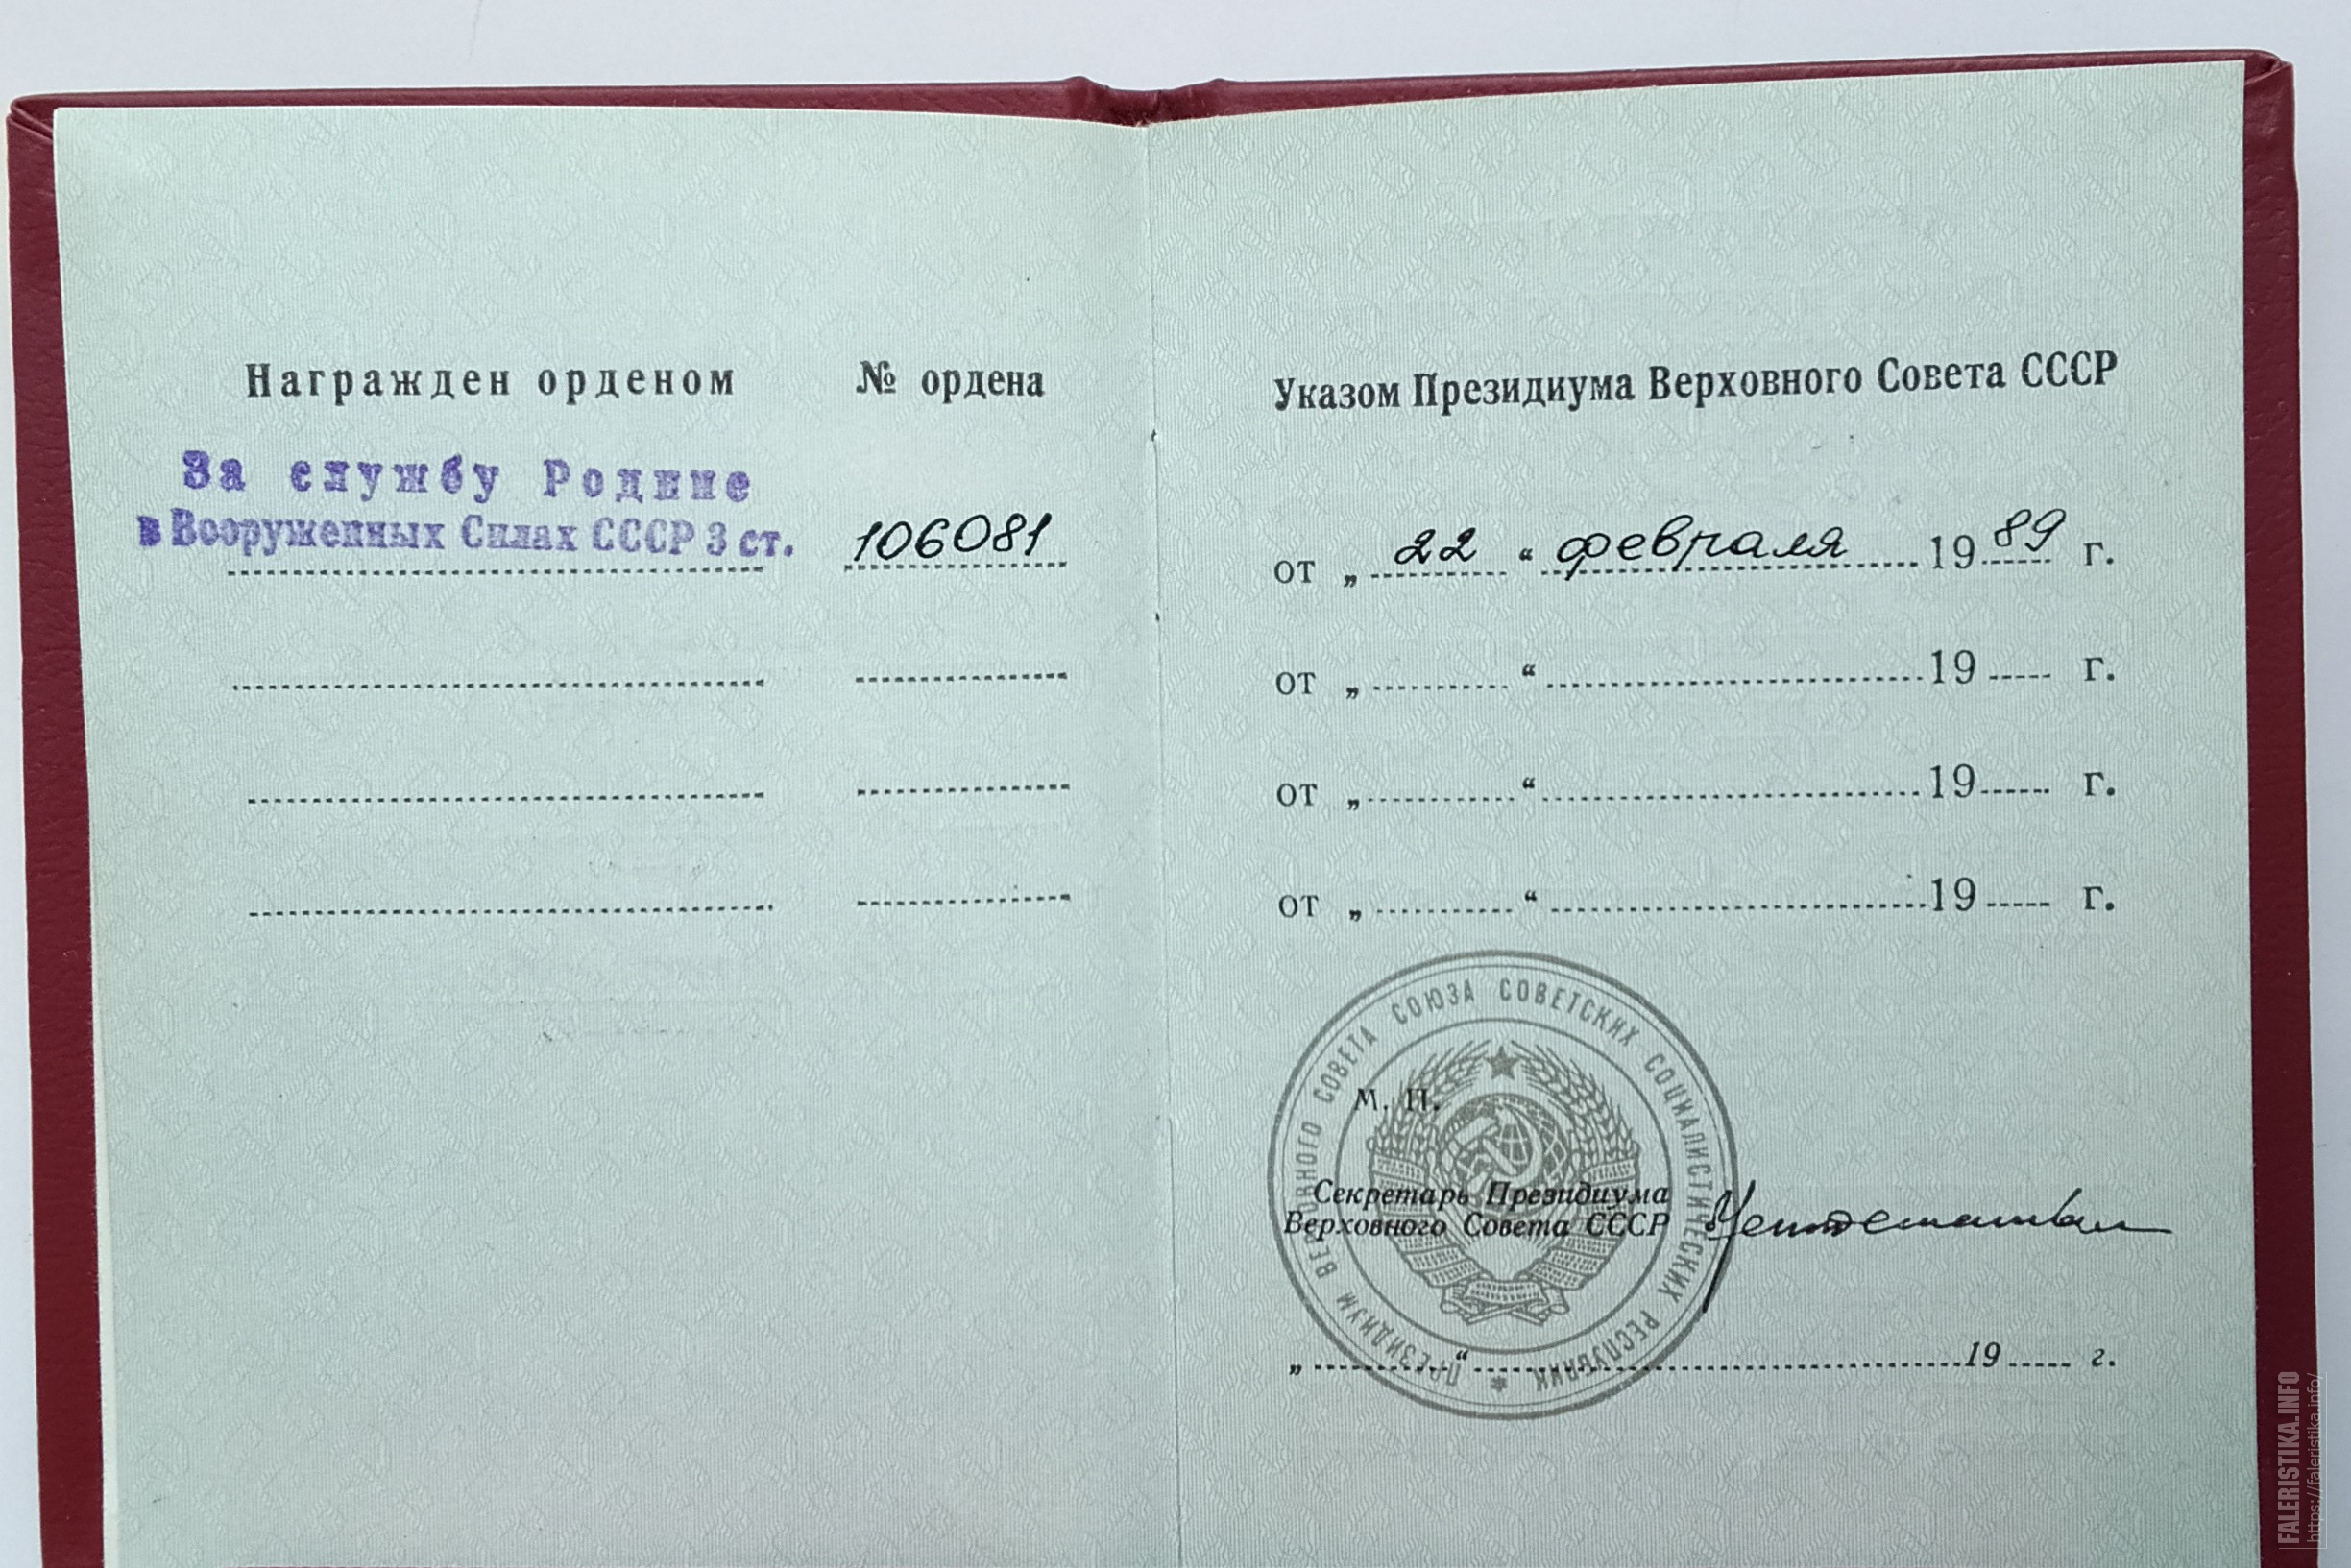 Награжден орденом № ордена
За службу Родине
в Вооруженных Силах СССР 3 ст. 106081
Указом Президиума Верховного Совета СССР
от „ 22 “ февраля 19 89 г.
от „ “ 19 г.
от „ “ 19 г.
от „ “ 19 г.
ПРЕЗИДИУМ ВЕРХОВНОГО СОВЕТА СОЮЗА СОВЕТСКИХ СОЦИАЛИСТИЧЕСКИХ РЕСПУБЛИК
М. П.
Секретарь Президиума
Верховного Совета СССР
„ “ 19 г.
FALERISTIKA.INFO
https://faleristika.info/